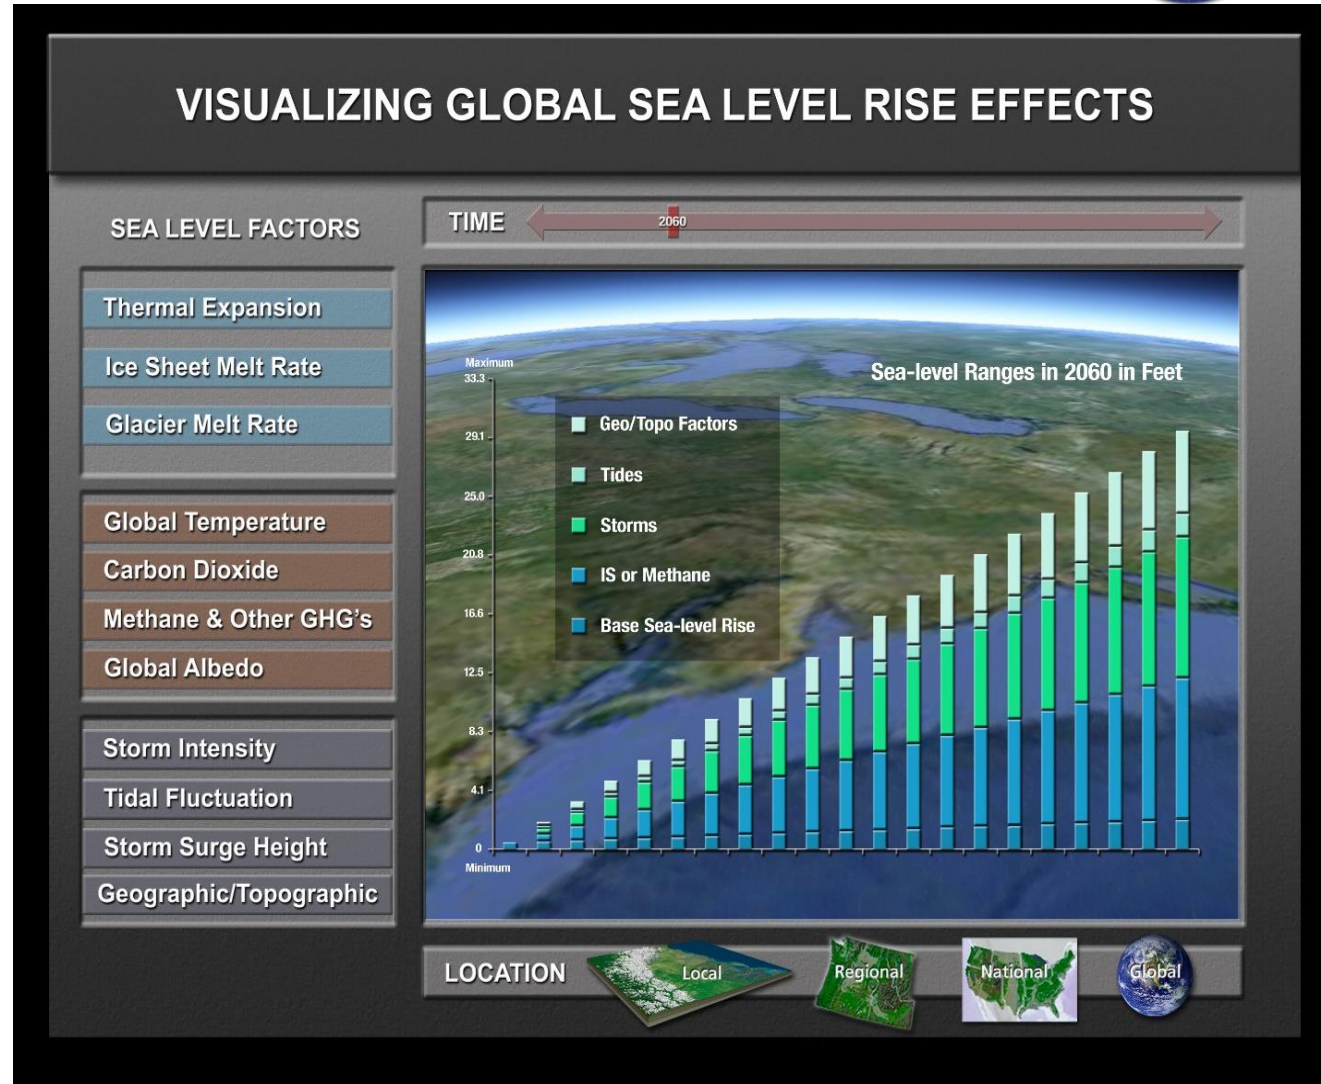 VISUALIZING GLOBAL SEA LEVEL RISE EFFECTS
SEA LEVEL FACTORS
Thermal Expansion
Ice Sheet Melt Rate
Glacier Melt Rate
Global Temperature
Carbon Dioxide
Methane & Other GHG's
Global Albedo
Storm Intensity
Tidal Fluctuation
Storm Surge Height
Geographic/Topographic
TIME
2060
Sea-level Ranges in 2060 in Feet
Maximum
33.3
29.1
25.0
20.8
16.6
12.5
8.3
4.1
0
Minimum
Geo/Topo Factors
Tides
Storms
IS or Methane
Base Sea-level Rise
LOCATION
Local
Regional
National
Global